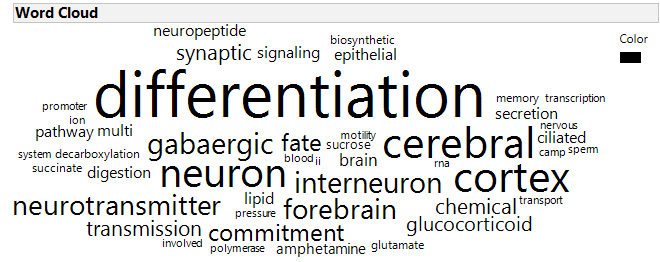 Word Cloud
Color
neuropeptide
biosynthetic
synaptic signaling epithelial
differentiation
promoter
memory transcription
ion
secretion
pathway multi
nervous
gabaergic fate
motility
sucrose
cerebral
ciliated
camp sperm
system decarboxylation
blood ii
brain
rna
succinate digestion
neuron
interneuron
cortex
neurotransmitter
lipid
pressure
forebrain
chemical transport
transmission
commitment
glucocorticoid
involved
polymerase
amphetamine
glutamate